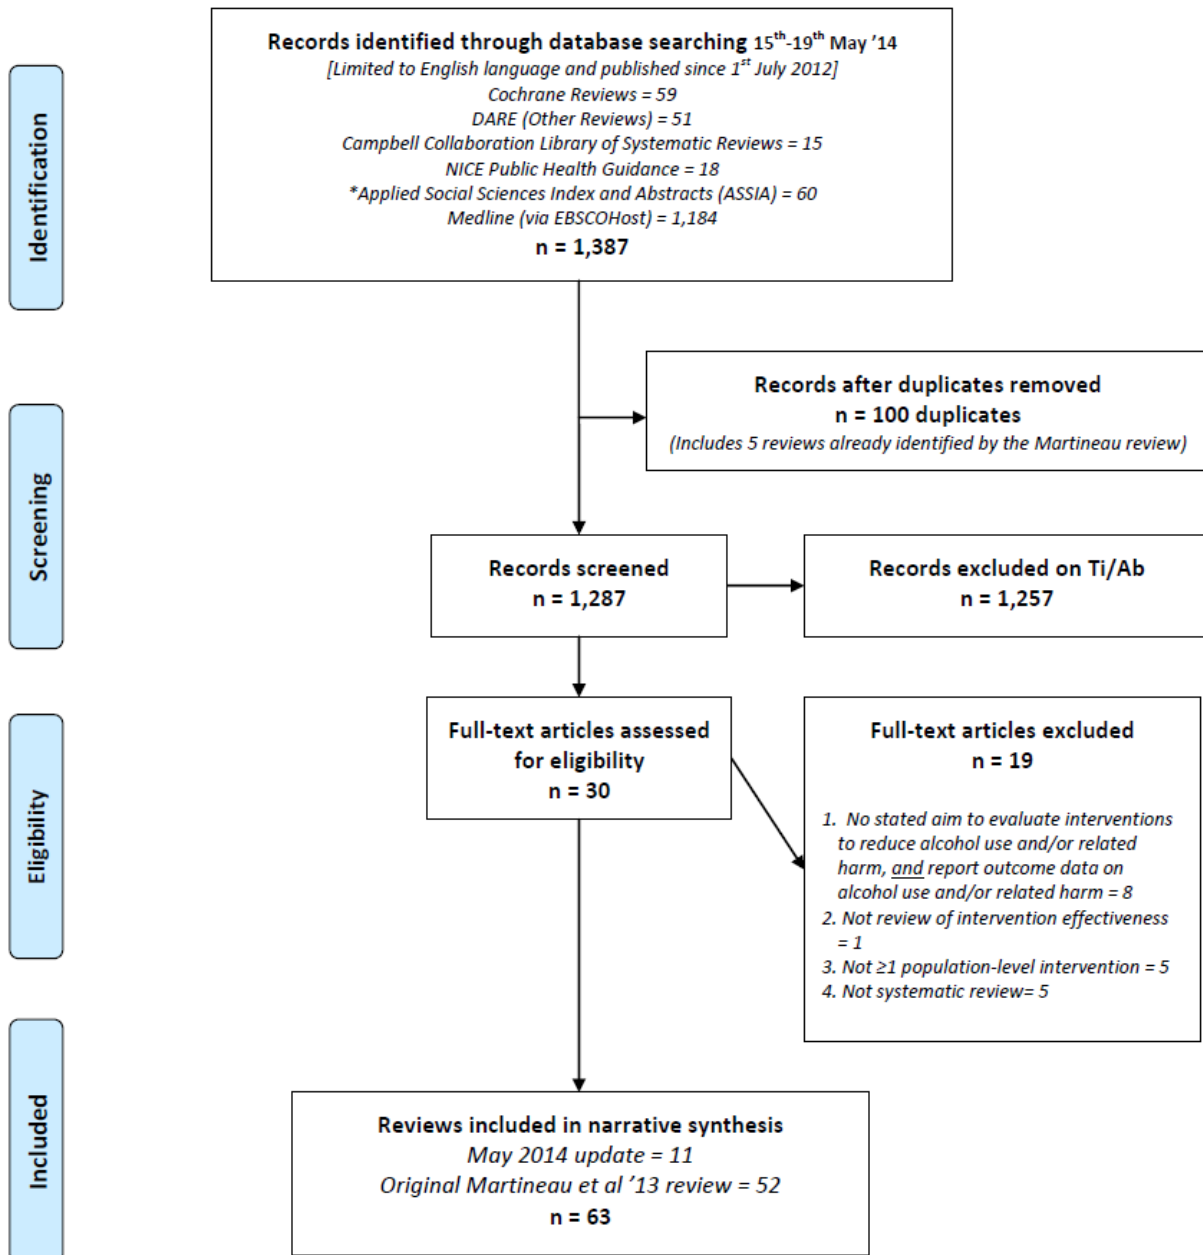 Identification
Records identified through database searching 15th-19th May '14
[Limited to English language and published since 1st July 2012]
Cochrane Reviews = 59
DARE (Other Reviews) = 51
Campbell Collaboration Library of Systematic Reviews = 15
NICE Public Health Guidance = 18
*Applied Social Sciences Index and Abstracts (ASSIA) = 60
Medline (via EBSCOHost) = 1,184
n = 1,387
Records after duplicates removed
n = 100 duplicates
(Includes 5 reviews already identified by the Martineau review)
Screening
Records screened
n = 1,287
Records excluded on Ti/Ab
n = 1,257
Eligibility
Full-text articles assessed
for eligibility
n = 30
Full-text articles excluded
n = 19
1. No stated aim to evaluate interventions
to reduce alcohol use and/or related
harm, and report outcome data on
alcohol use and/or related harm = 8
2. Not review of intervention effectiveness
= 1
3. Not ≥1 population-level intervention = 5
4. Not systematic review= 5
Included
Reviews included in narrative synthesis
May 2014 update = 11
Original Martineau et al '13 review = 52
n = 63